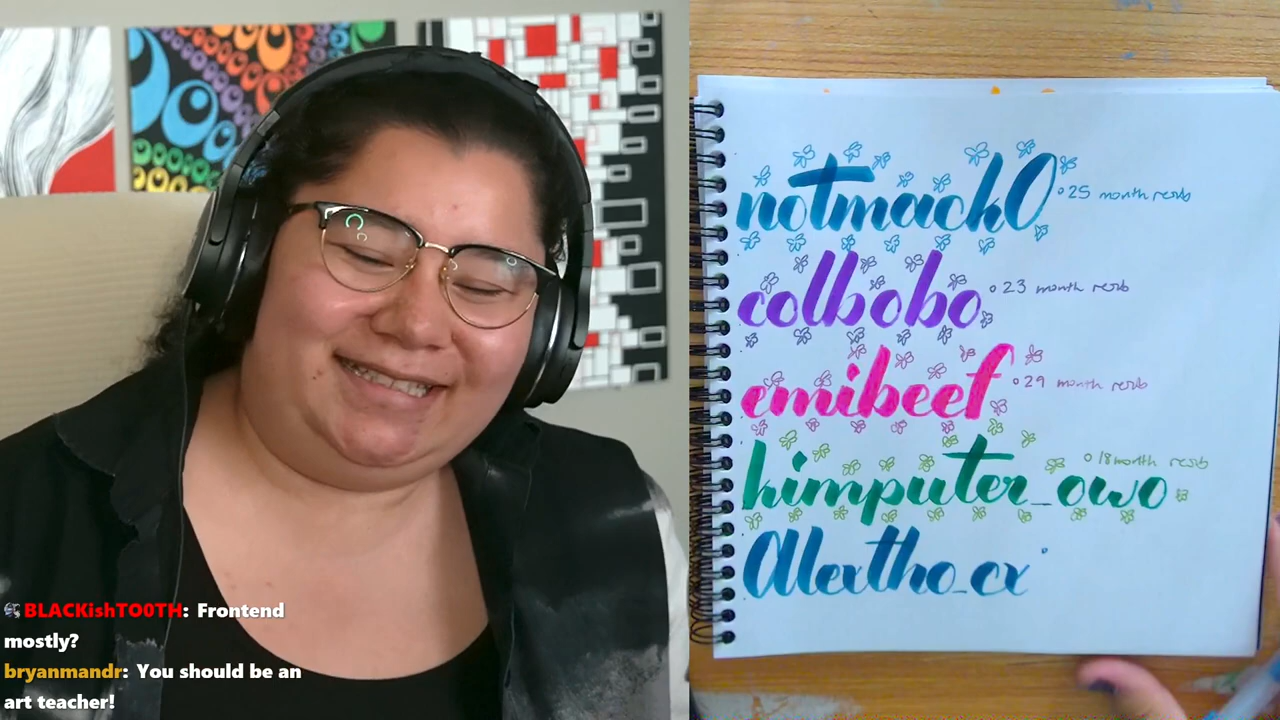 notmack0 25 month resub
colbobo 23 month resub
emibeef 29 month resub
kimputer_owo 18 month resub
Alextho_cx
BLACKishTO0TH: Frontend
mostly?
bryanmandr: You should be an
art teacher!